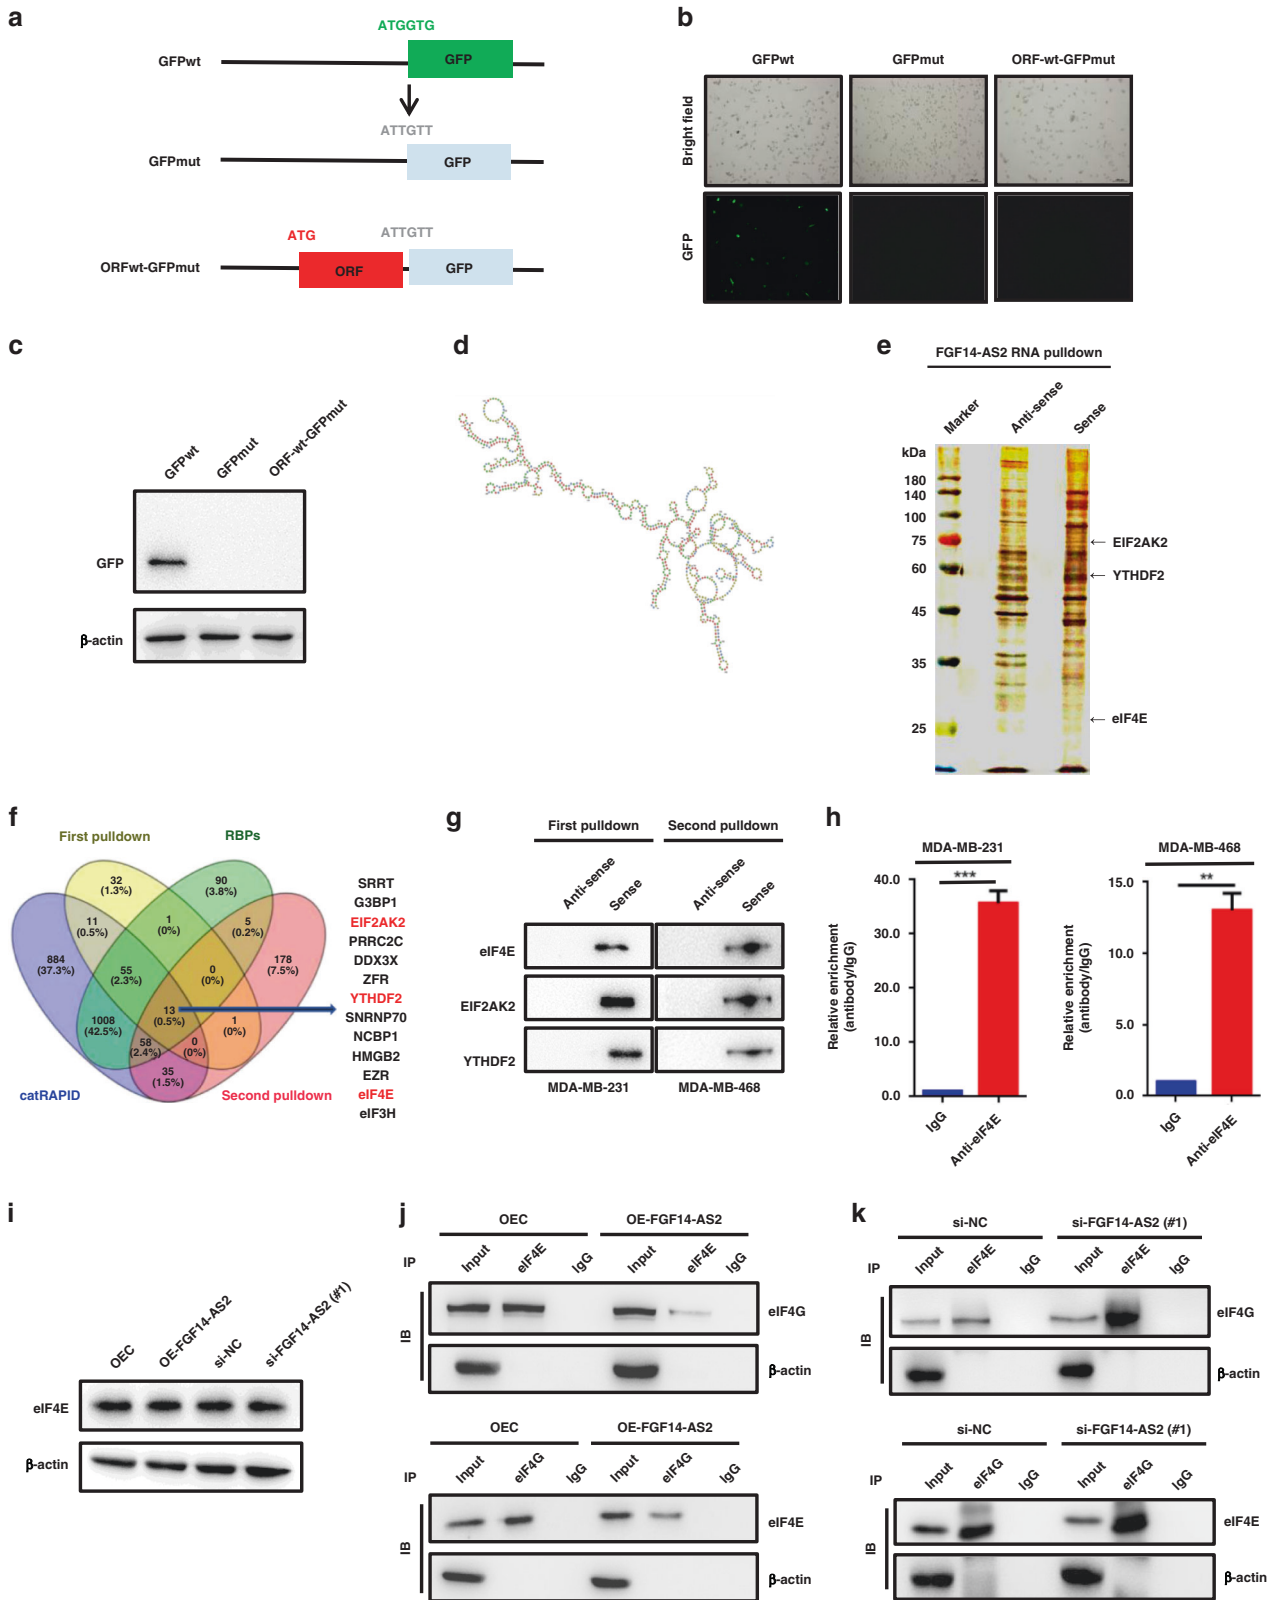 a
ATGGTG
GFPwt
GFP
ATTGTT
GFPmut
GFP
ATG
ATTGTT
ORFwt-GFPmut
ORF
GFP
b
GFPwt
GFPmut
ORF-wt-GFPmut
Bright field
GFP
c
GFPwt
GFPmut
ORF-wt-GFPmut
GFP
β-actin
d
e
FGF14-AS2 RNA pulldown
Marker
Anti-sense
Sense
kDa
180
140
100
75
60
45
35
25
← EIF2AK2
← YTHDF2
← eIF4E
f
First pulldown
RBPs
32
(1.3%)
90
(3.8%)
11
(0.5%)
1
(0%)
5
(0.2%)
884
(37.3%)
55
(2.3%)
0
(0%)
178
(7.5%)
1008
(42.5%)
13
(0.5%)
1
(0%)
58
(2.4%)
0
(0%)
35
(1.5%)
catRAPID
Second pulldown
SRRT
G3BP1
EIF2AK2
PRRC2C
DDX3X
ZFR
YTHDF2
SNRNP70
NCBP1
HMGB2
EZR
eIF4E
eIF3H
g
First pulldown
Second pulldown
Anti-sense
Sense
Anti-sense
Sense
eIF4E
EIF2AK2
YTHDF2
MDA-MB-231
MDA-MB-468
h
MDA-MB-231
***
40.0
30.0
20.0
10.0
0.0
Relative enrichment
(antibody/IgG)
IgG
Anti-eIF4E
MDA-MB-468
**
15.0
10.0
5.0
0.0
Relative enrichment
(antibody/IgG)
IgG
Anti-eIF4E
i
OEC
OE-FGF14-AS2
si-NC
si-FGF14-AS2 (#1)
eIF4E
β-actin
j
OEC
OE-FGF14-AS2
IP
Input
eIF4E
IgG
Input
eIF4E
IgG
IB
eIF4G
β-actin
OEC
OE-FGF14-AS2
IP
Input
eIF4G
IgG
Input
eIF4G
IgG
IB
eIF4E
β-actin
k
si-NC
si-FGF14-AS2 (#1)
IP
Input
eIF4E
IgG
Input
eIF4E
IgG
IB
eIF4G
β-actin
si-NC
si-FGF14-AS2 (#1)
IP
Input
eIF4G
IgG
Input
eIF4G
IgG
IB
eIF4E
β-actin